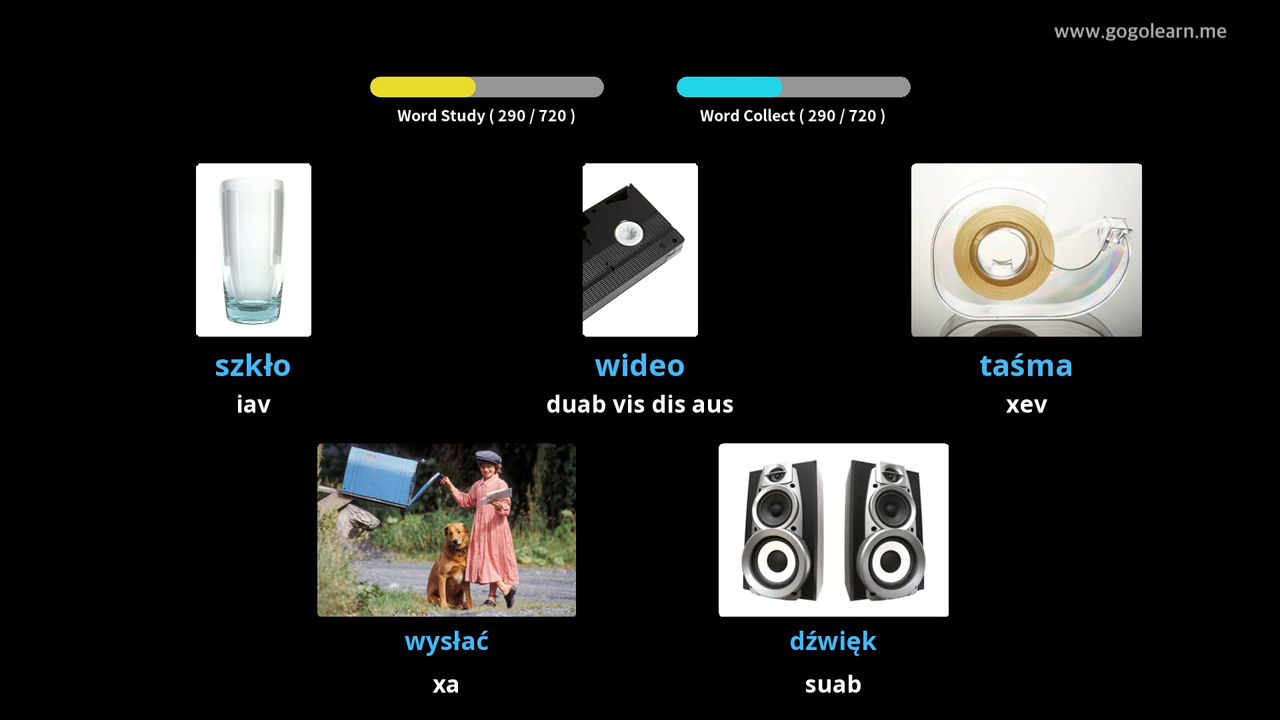 www.gogolearn.me
Word Study ( 290 / 720 )
Word Collect ( 290 / 720 )
szkło
iav
wideo
duab vis dis aus
taśma
xev
wysłać
xa
dźwięk
suab